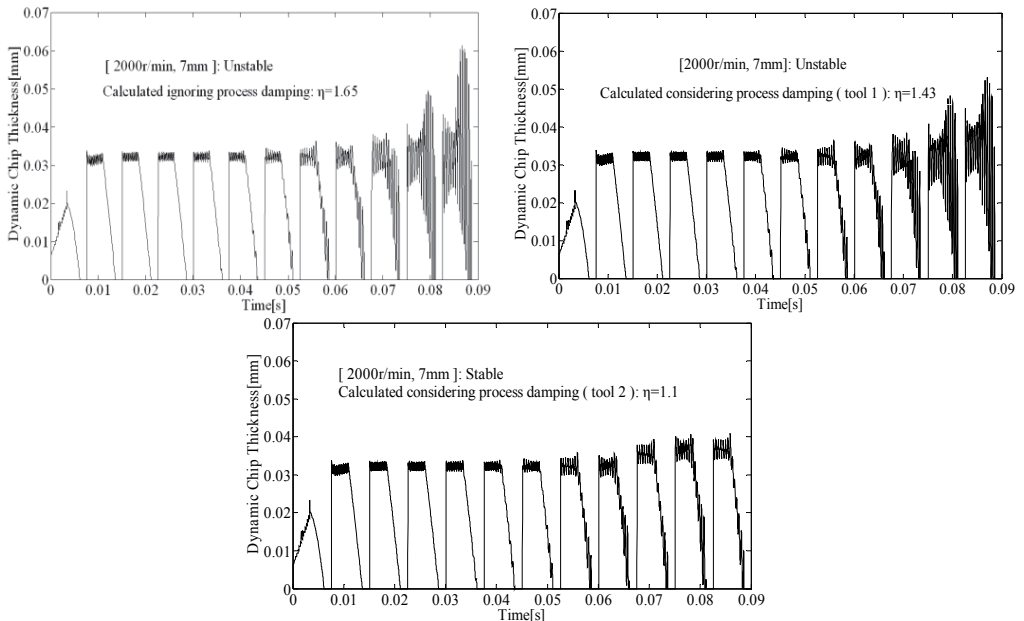 0.07
0.06
0.05
0.04
0.03
0.02
0.01
0
Dynamic Chip Thickness[mm]
[ 2000r/min, 7mm ]: Unstable
Calculated ignoring process damping: η=1.65
0 0.01 0.02 0.03 0.04 0.05 0.06 0.07 0.08 0.09
Time[s]
0.07
0.06
0.05
0.04
0.03
0.02
0.01
0
Dynamic Chip Thickness[mm]
[2000r/min, 7mm]: Unstable
Calculated considering process damping ( tool 1 ): η=1.43
0 0.01 0.02 0.03 0.04 0.05 0.06 0.07 0.08 0.09
Time[s]
0.07
0.06
0.05
0.04
0.03
0.02
0.01
0
Dynamic Chip Thickness[mm]
[ 2000r/min, 7mm ]: Stable
Calculated considering process damping ( tool 2 ): η=1.1
0 0.01 0.02 0.03 0.04 0.05 0.06 0.07 0.08 0.09
Time[s]